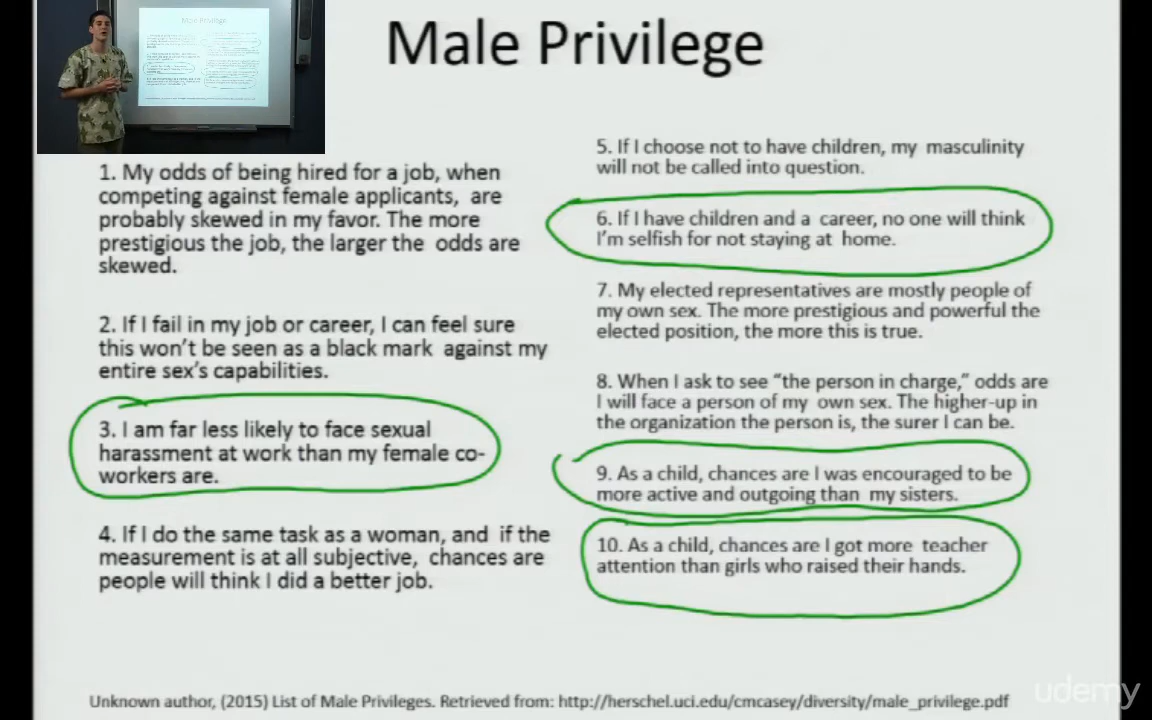 Male Privilege
Male Privilege
1. My odds of being hired for a job, when
competing against female applicants, are
probably skewed in my favor. The more
prestigious the job, the larger the odds are
skewed.
2. If I fail in my job or career, I can feel sure
this won't be seen as a black mark against my
entire sex's capabilities.
3. I am far less likely to face sexual
harassment at work than my female co-
workers are.
4. If I do the same task as a woman, and if the
measurement is at all subjective, chances are
people will think I did a better job.
5. If I choose not to have children, my masculinity
will not be called into question.
6. If I have children and a career, no one will think
I'm selfish for not staying at home.
7. My elected representatives are mostly people of
my own sex. The more prestigious and powerful the
elected position, the more this is true.
8. When I ask to see "the person in charge," odds are
I will face a person of my own sex. The higher-up in
the organization the person is, the surer I can be.
9. As a child, chances are I was encouraged to be
more active and outgoing than my sisters.
10. As a child, chances are I got more teacher
attention than girls who raised their hands.
Unknown author, (2015) List of Male Privileges. Retrieved from: http://herschel.uci.edu/cmcasey/diversity/male_privilege.pdf
udemy